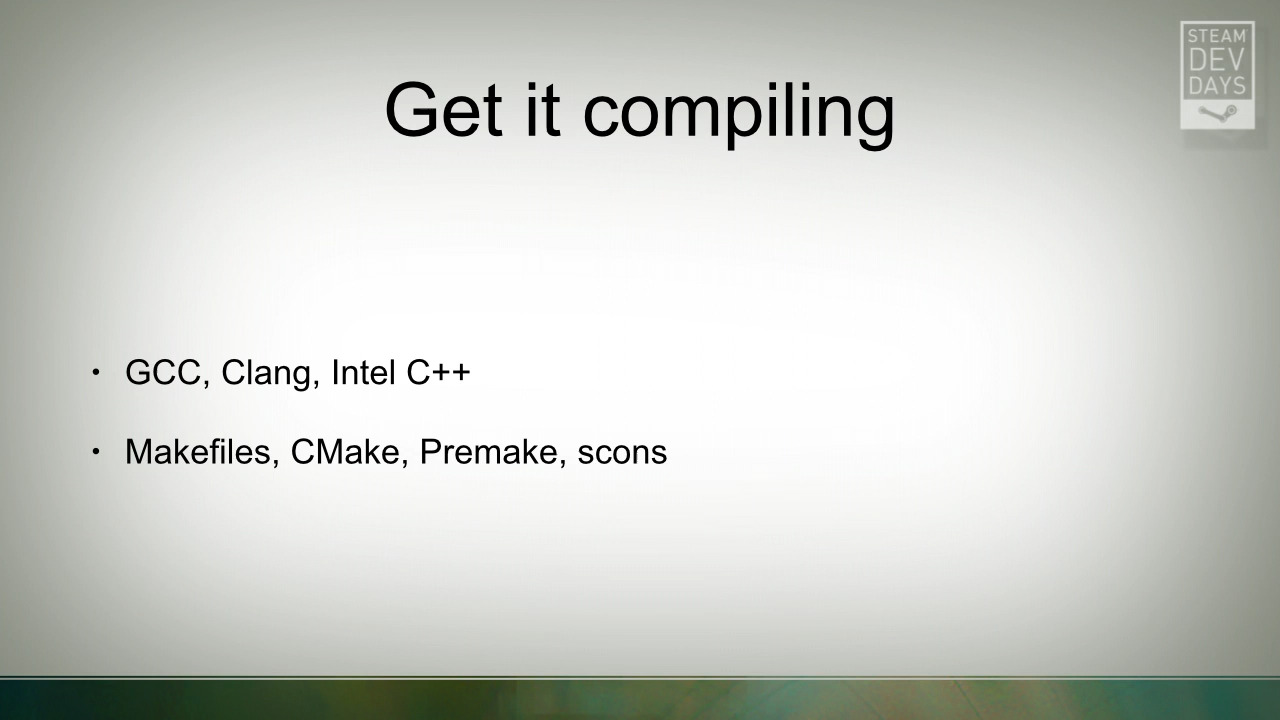 STEAM
DEV
DAYS
Get it compiling
• GCC, Clang, Intel C++
• Makefiles, CMake, Premake, scons